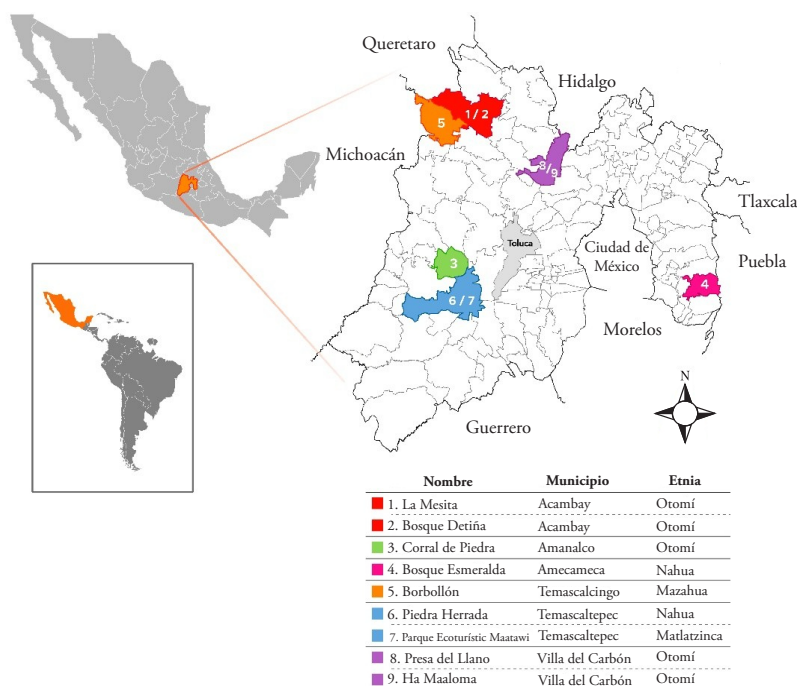 Queretaro
Hidalgo
1 / 2
5
Michoacán
8/9
Tlaxcala
Toluca
Ciudad de
México
Puebla
3
4
6 / 7
Morelos
Guerrero
N
Nombre Municipio Etnia
1. La Mesita Acambay Otomí
2. Bosque Detiña Acambay Otomí
3. Corral de Piedra Amanalco Otomí
4. Bosque Esmeralda Amecameca Nahua
5. Borbollón Temascalcingo Mazahua
6. Piedra Herrada Temascaltepec Nahua
7. Parque Ecoturístic Maatawi Temascaltepec Matlatzinca
8. Presa del Llano Villa del Carbón Otomí
9. Ha Maaloma Villa del Carbón Otomí